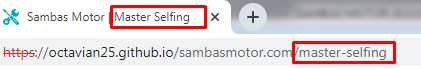 Sambas Motor | Master Selfing
https://octavian25.github.io/sambasmotor.com/master-selfing